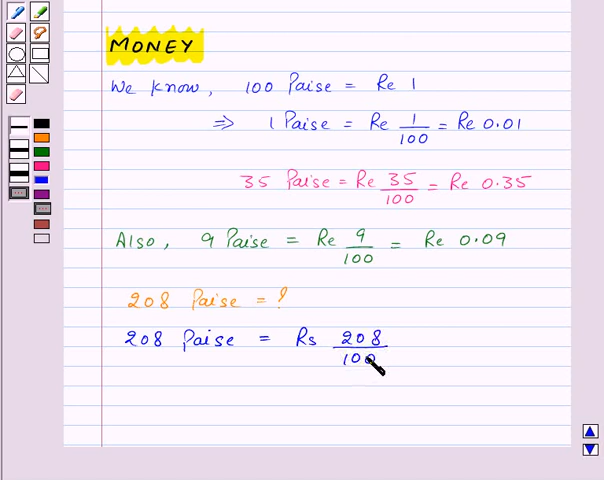 MONEY
We know, 100 Paise = Re 1
⇒ 1 Paise = Re 1/100 = Re 0.01
35 Paise = Re 35/100 = Re 0.35
Also, 9 Paise = Re 9/100 = Re 0.09
208 Paise = ?
208 Paise = Rs 208/100